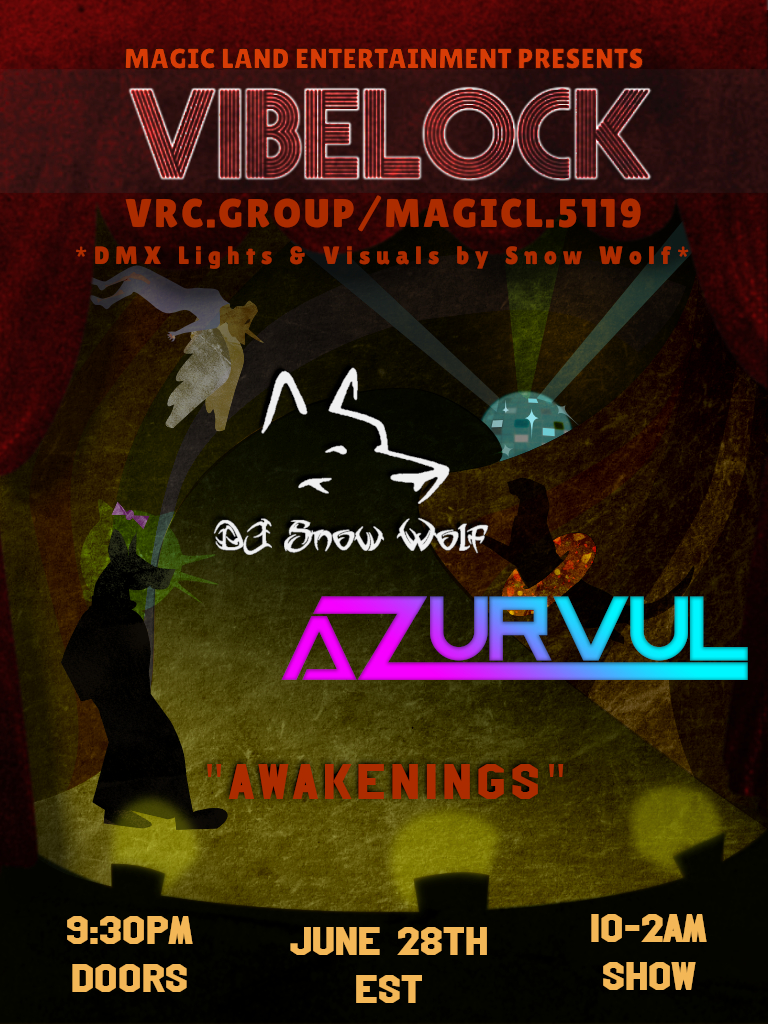 MAGIC LAND ENTERTAINMENT PRESENTS
VIBELOCK
VRC.GROUP/MAGICL.5119
*DMX Lights & Visuals by Snow Wolf*
DJ Snow Wolf
AZURVUL
"AWAKENINGS"
9:30PM
DOORS
JUNE 28TH
EST
10-2AM
SHOW